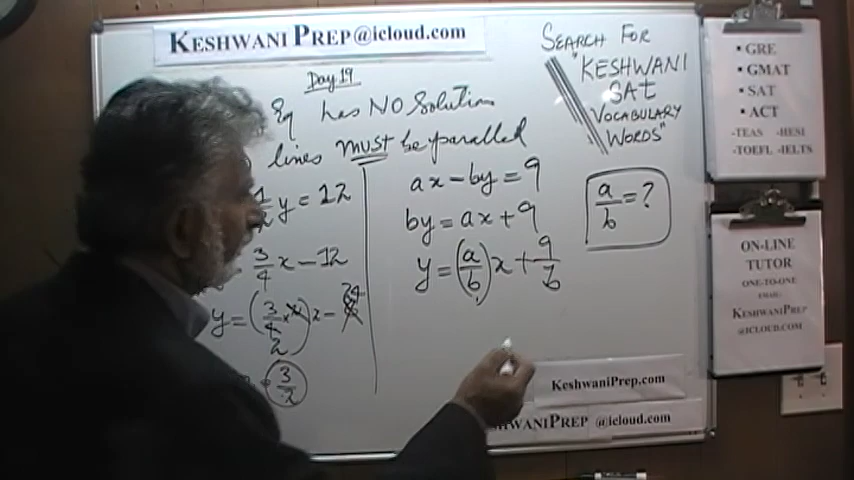 KESHWANI PREP@icloud.com
Day 19
Eq has NO Solution
lines must be parallel
y = 12
3/4 x - 12
y = (3/4 x 2) x - 24
3/2
ax - by = 9
by = ax + 9
y = (a/b) x + 9/b
a/b = ?
SEARCH FOR
"KESHWANI
SAT
VOCABULARY
WORDS"
• GRE
• GMAT
• SAT
• ACT
-TEAS -HESI
-TOEFL -IELTS
ON-LINE
TUTOR
ONE-TO-ONE
EMAIL:
KESHWANIPREP
@ICLOUD.COM
KeshwaniPrep.com
SHWANIPREP @icloud.com